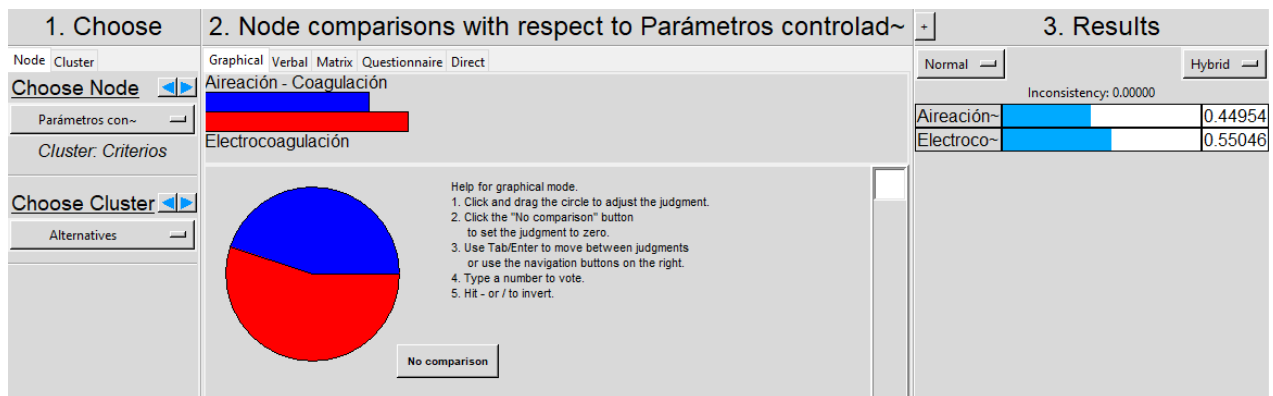 1. Choose
Node Cluster
Choose Node
Parámetros con~
Cluster: Criterios
Choose Cluster
Alternatives
2. Node comparisons with respect to Parámetros controlad~
Graphical Verbal Matrix Questionnaire Direct
Aireación - Coagulación
Electrocoagulación
Help for graphical mode.
1. Click and drag the circle to adjust the judgment.
2. Click the "No comparison" button
to set the judgment to zero.
3. Use Tab/Enter to move between judgments
or use the navigation buttons on the right.
4. Type a number to vote.
5. Hit - or / to invert.
No comparison
+ 3. Results
Normal Hybrid
Inconsistency: 0.00000
Aireación~ 0.44954
Electroco~ 0.55046